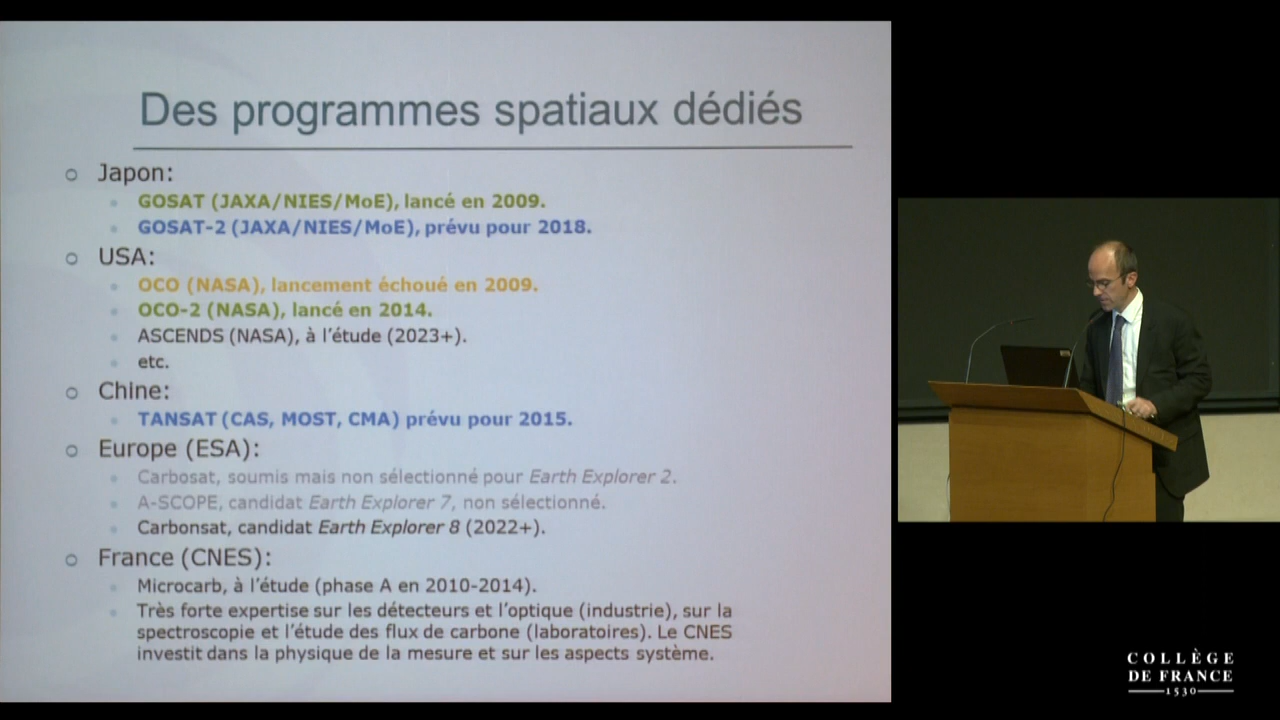 Des programmes spatiaux dédiés
Japon:
GOSAT (JAXA/NIES/MoE), lancé en 2009.
GOSAT-2 (JAXA/NIES/MoE), prévu pour 2018.
USA:
OCO (NASA), lancement échoué en 2009.
OCO-2 (NASA), lancé en 2014.
ASCENDS (NASA), à l'étude (2023+).
etc.
Chine:
TANSAT (CAS, MOST, CMA) prévu pour 2015.
Europe (ESA):
Carbosat, soumis mais non sélectionné pour Earth Explorer 2.
A-SCOPE, candidat Earth Explorer 7, non sélectionné.
Carbonsat, candidat Earth Explorer 8 (2022+).
France (CNES):
Microcarb, à l'étude (phase A en 2010-2014).
Très forte expertise sur les détecteurs et l'optique (industrie), sur la
spectroscopie et l'étude des flux de carbone (laboratoires). Le CNES
investit dans la physique de la mesure et sur les aspects système.
COLLÈGE
DE FRANCE
1530